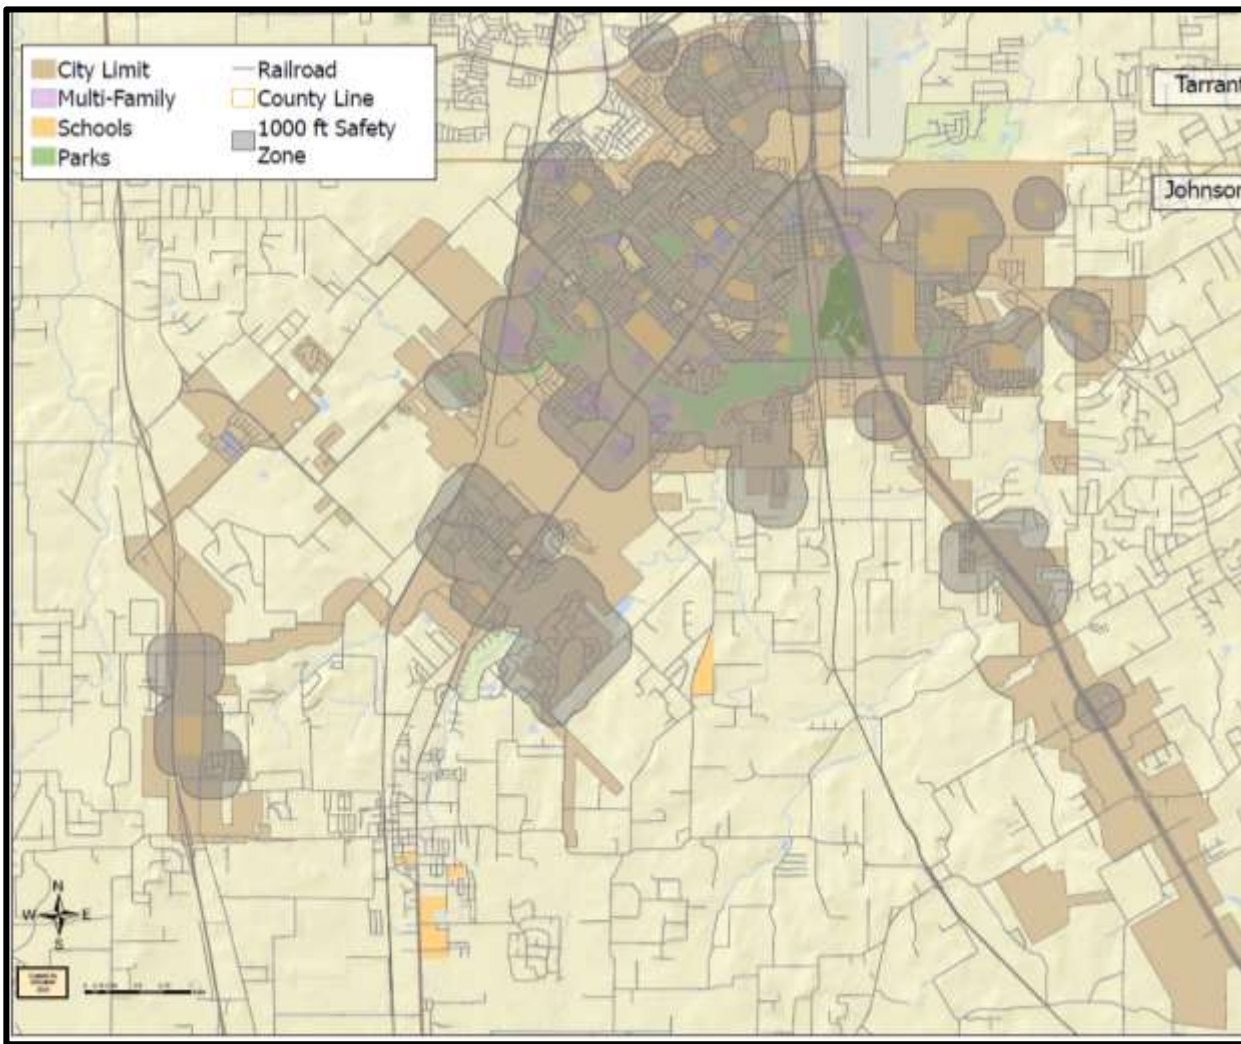 City Limit
Multi-Family
Schools
Parks
Railroad
County Line
1000 ft Safety
Zone
Tarrant
Johnson
N
W
E
S